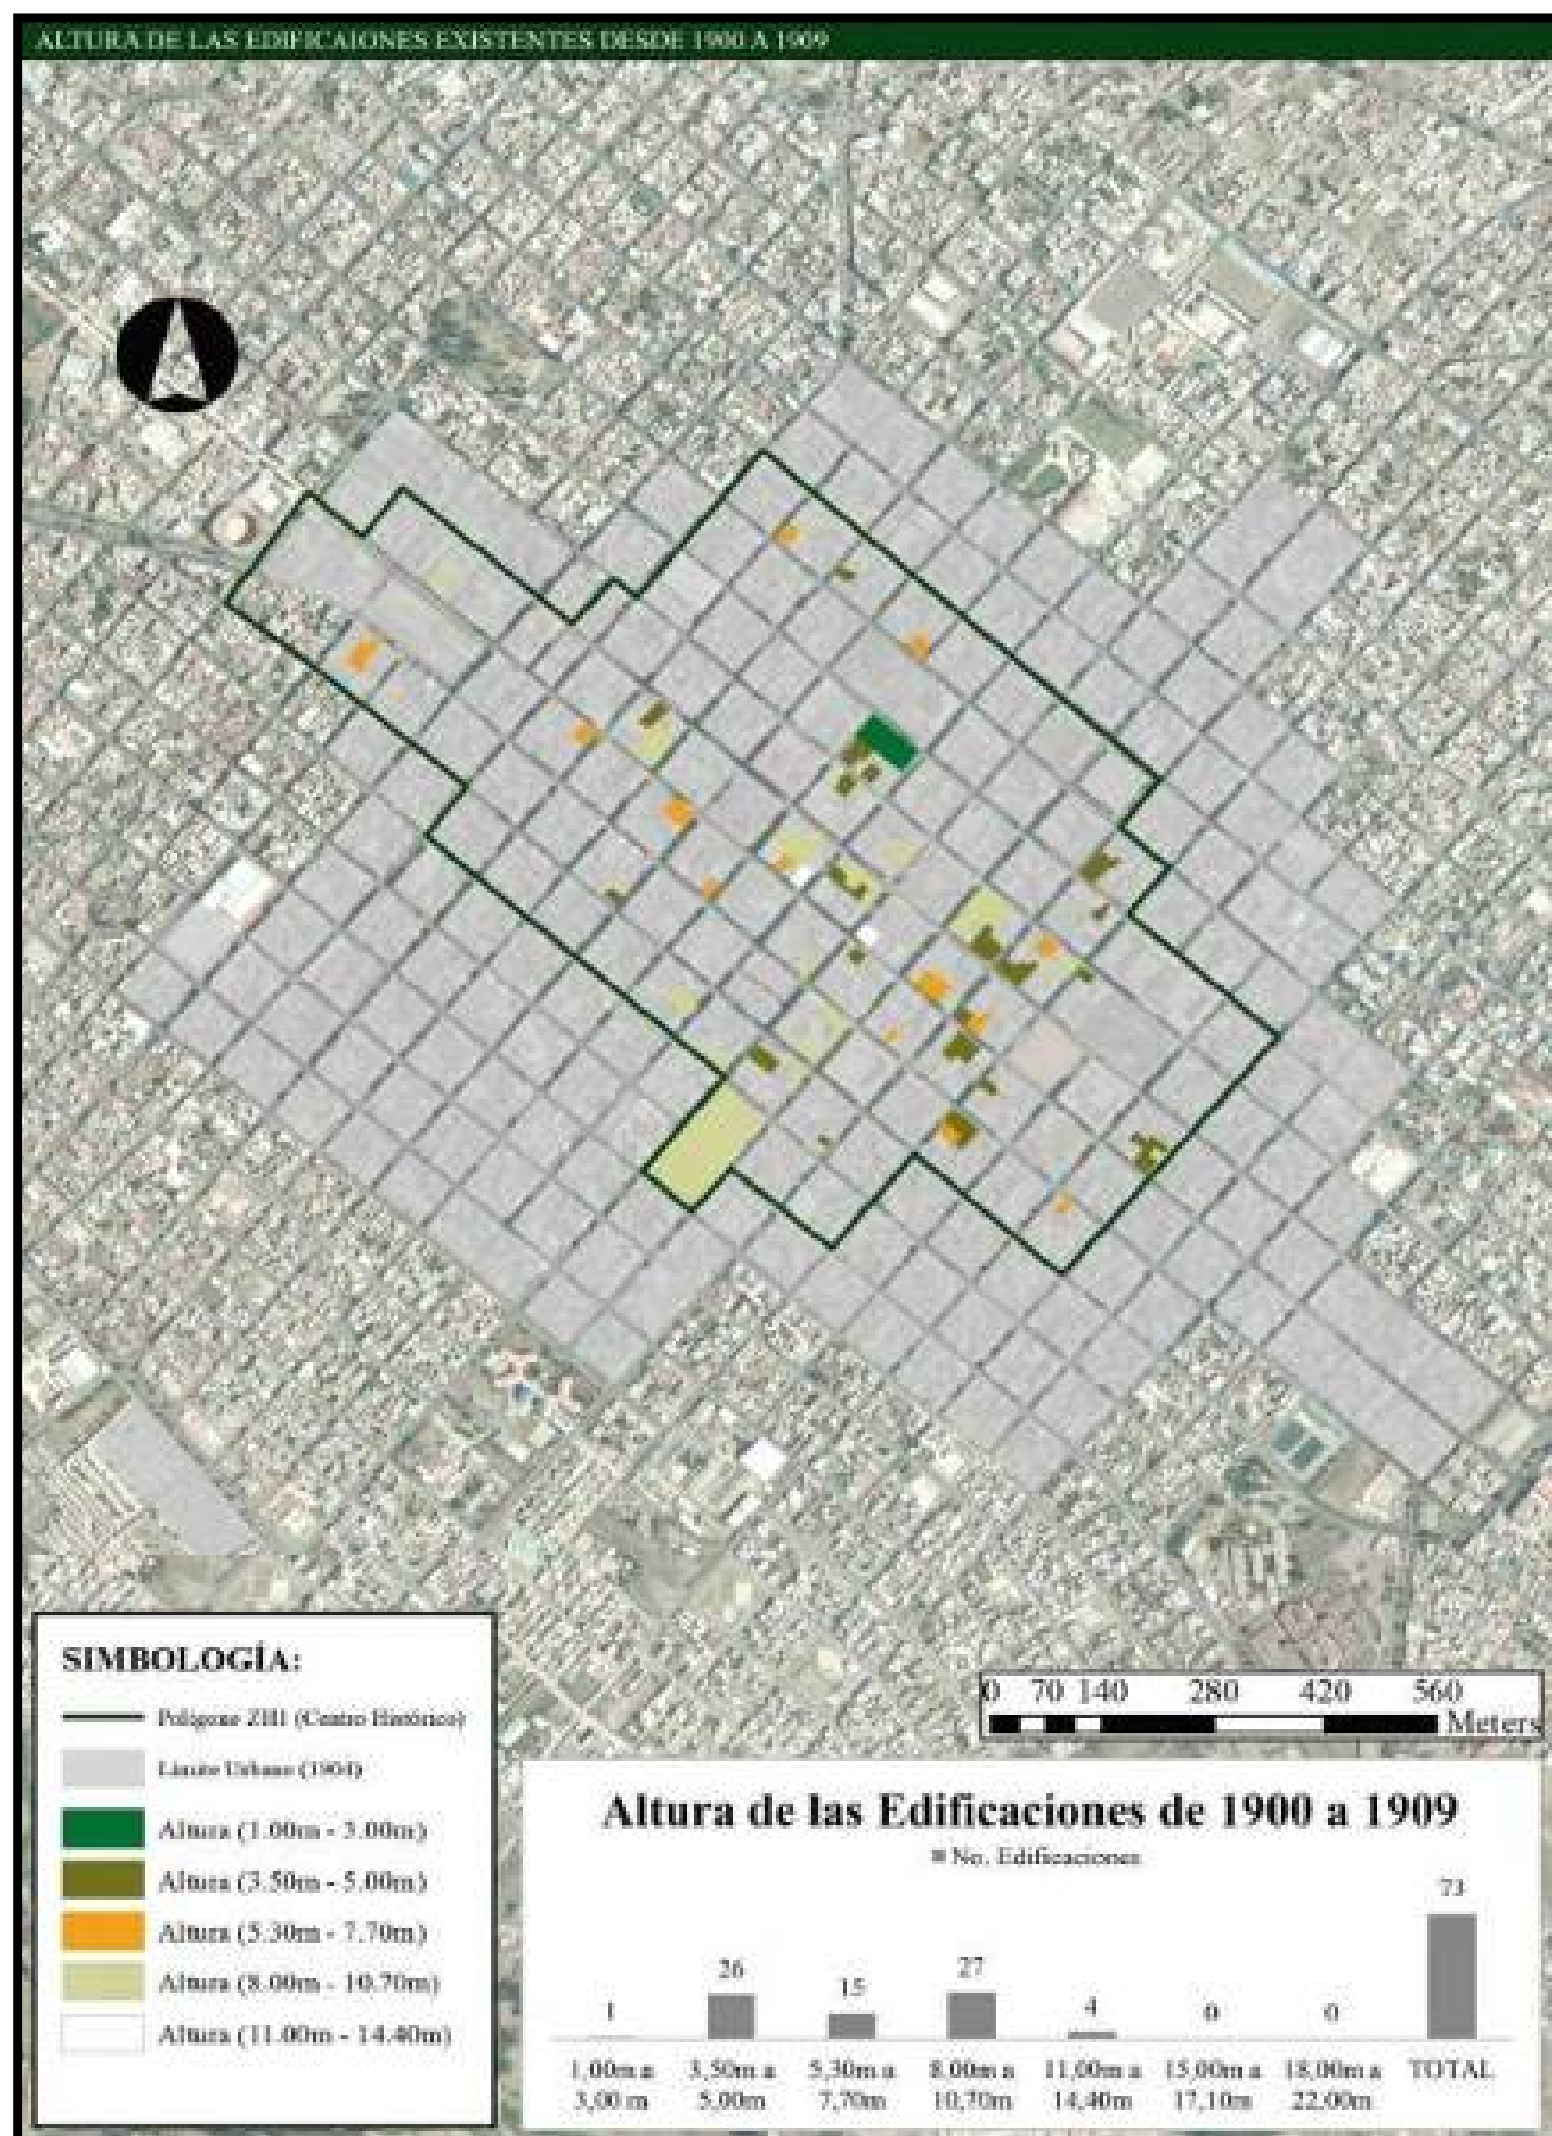 ALTURA DE LAS EDIFICAIONES EXISTENTES DESDE 1900 A 1909
SIMBOLOGÍA:
Polígono ZH1 (Centro Histórico)
Límite Urbano (1904)
Altura (1.00m - 3.00m)
Altura (3.50m - 5.00m)
Altura (5.30m - 7.70m)
Altura (8.00m - 10.70m)
Altura (11.00m - 14.40m)
0 70 140 280 420 560
Meters
Altura de las Edificaciones de 1900 a 1909
No. Edificaciones
1 26 15 27 4 0 0 73
1,00m a 3,50m a 5,30m a 8,00m a 11,00m a 15,00m a 18,00m a TOTAL
3,00 m 5,00m 7,70m 10,70m 14,40m 17,10m 22,00m